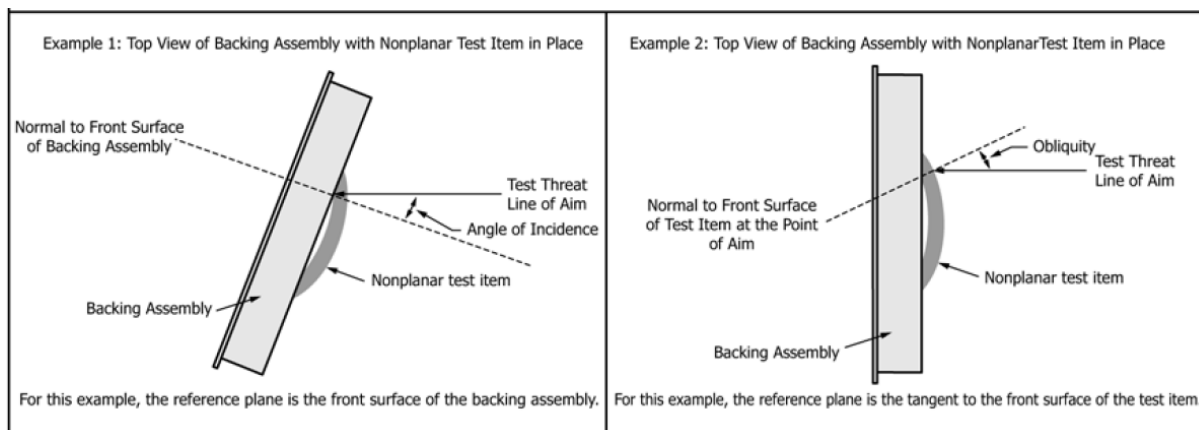 Example 1: Top View of Backing Assembly with Nonplanar Test Item in Place
Normal to Front Surface
of Backing Assembly
Test Threat
Line of Aim
Angle of Incidence
Nonplanar test item
Backing Assembly
For this example, the reference plane is the front surface of the backing assembly.
Example 2: Top View of Backing Assembly with NonplanarTest Item in Place
Obliquity
Test Threat
Line of Aim
Normal to Front Surface
of Test Item at the Point
of Aim
Nonplanar test item
Backing Assembly
For this example, the reference plane is the tangent to the front surface of the test item